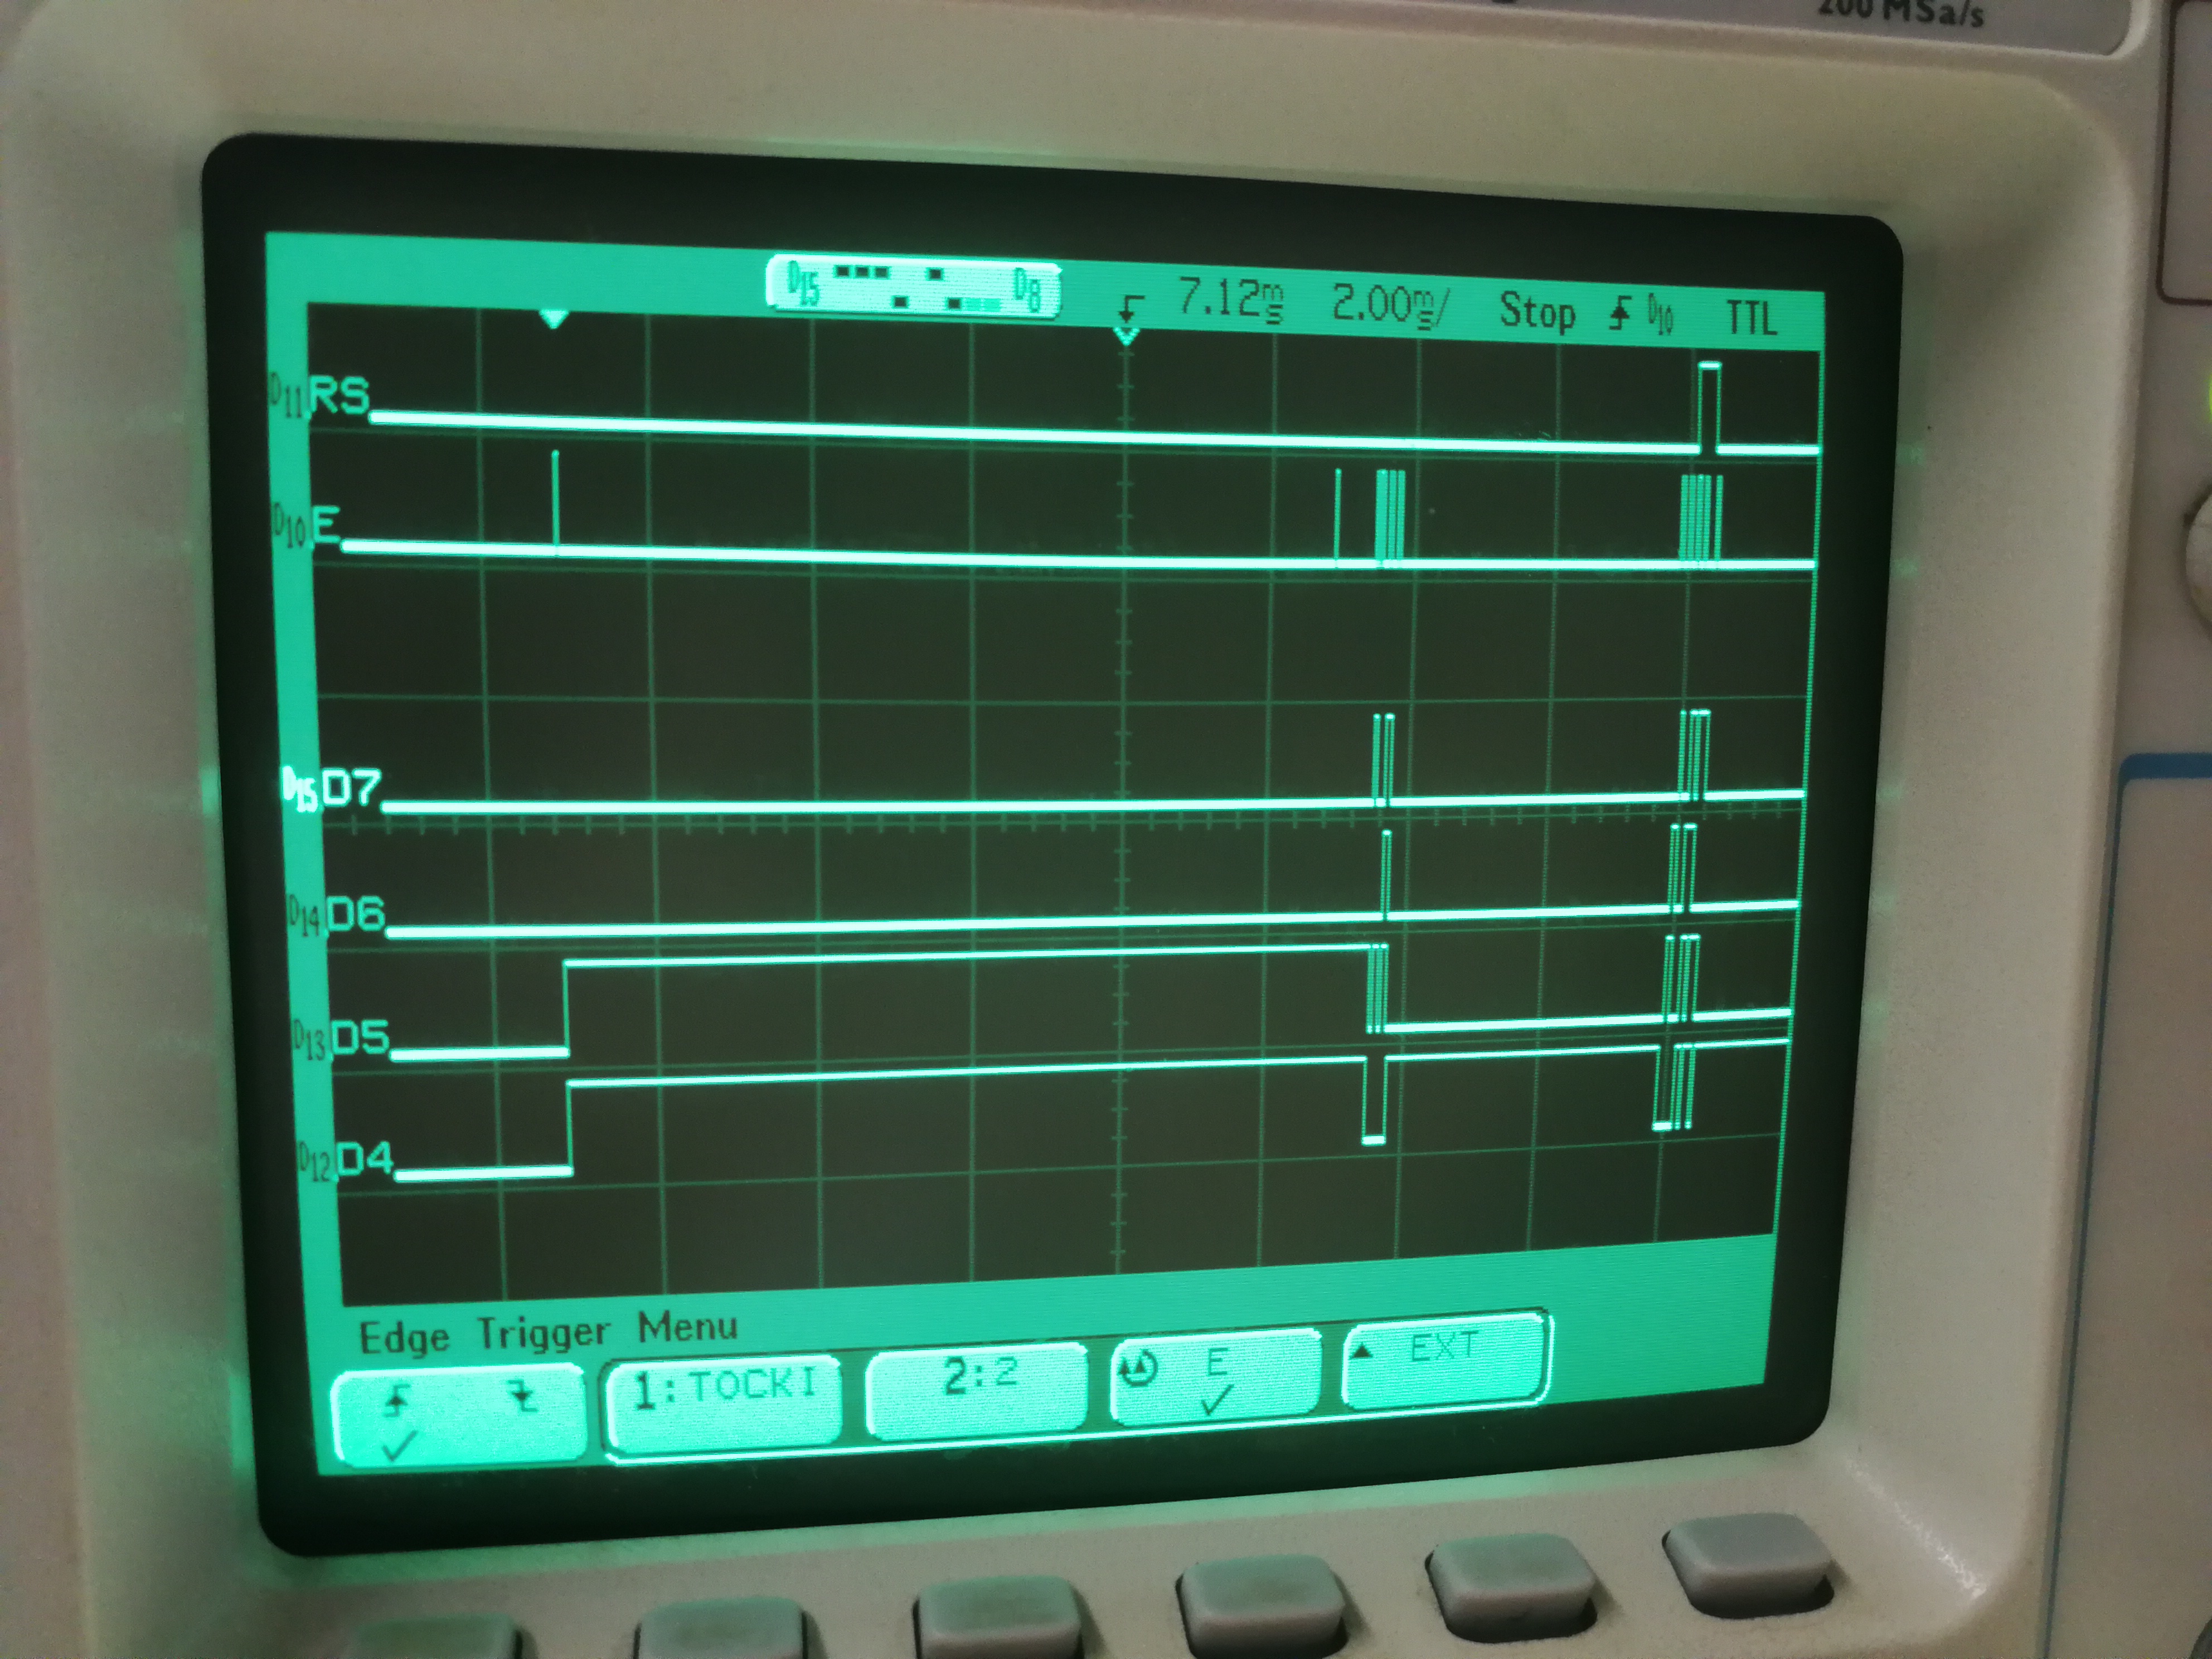 200 MSa/s
D15 D8 7.12ms 2.00ms/ Stop D10 TTL
D11 RS
D10 E
D15 D7
D14 D6
D13 D5
D12 D4
Edge Trigger Menu
1:TOCKI 2:2 E EXT